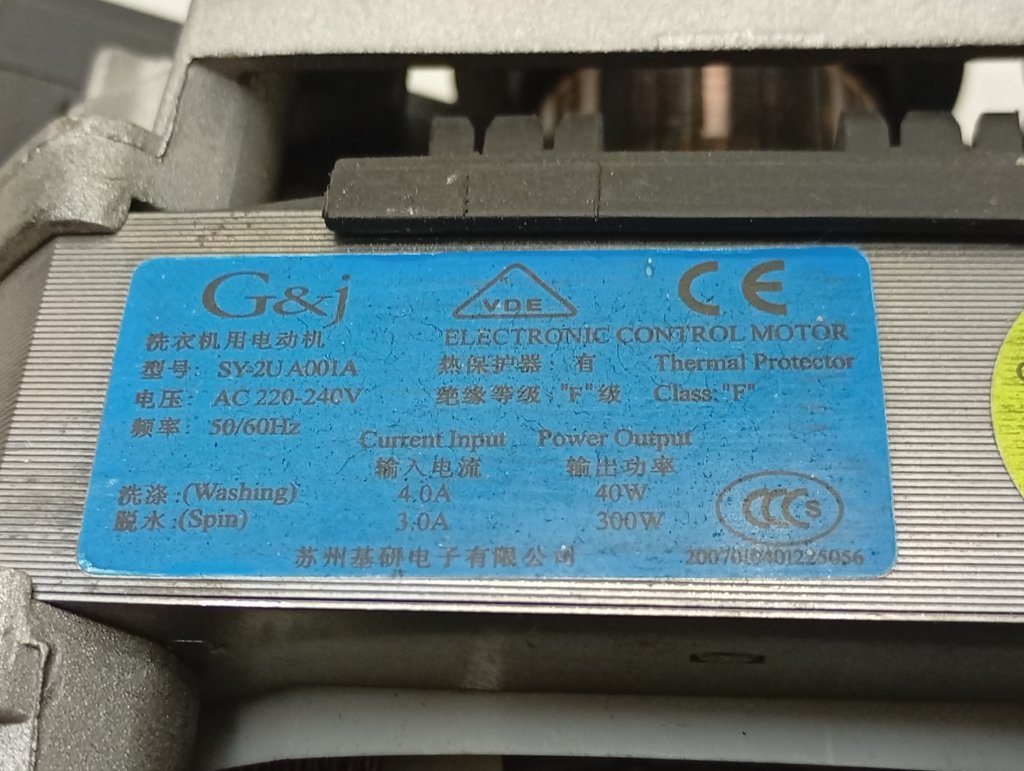 G&j VDE CE
洗衣机用电动机 ELECTRONIC CONTROL MOTOR
型号: SY-2UA001A 热保护器: 有 Thermal Protector
电压: AC 220-240V 绝缘等级:"F"级 Class:"F"
频率: 50/60Hz
Current Input Power Output
输入电流 输出功率
洗涤:(Washing) 4.0A 40W
脱水:(Spin) 3.0A 300W
CCC S
苏州基研电子有限公司 2007010401225056